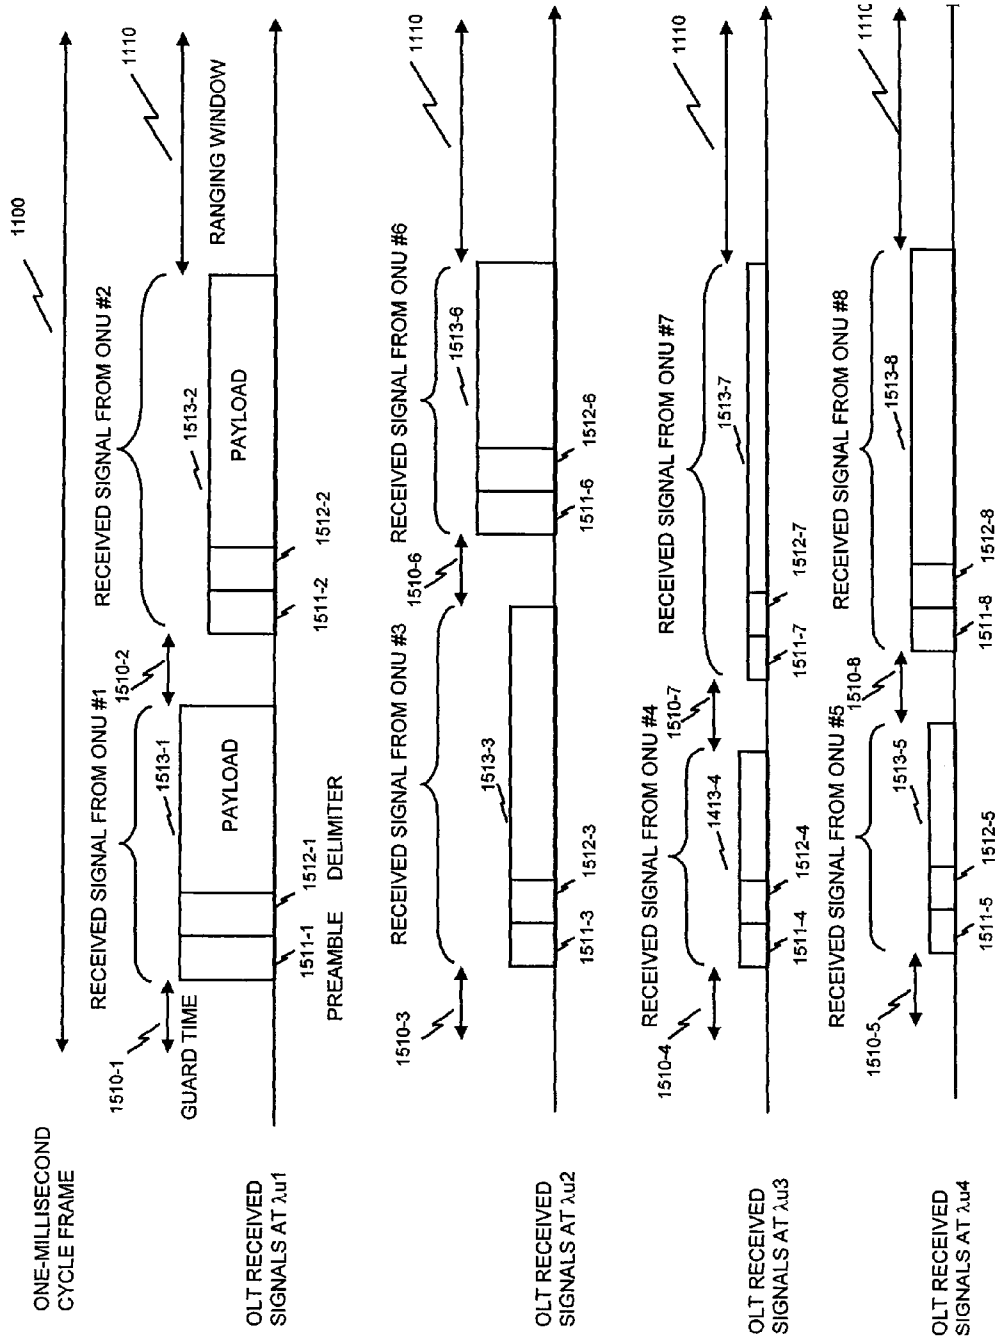 ONE-MILLISECOND
CYCLE FRAME
1100
RECEIVED SIGNAL FROM ONU #1
RECEIVED SIGNAL FROM ONU #2
1110
1510-1
1513-1
1510-2
1513-2
GUARD TIME
PAYLOAD
PAYLOAD
RANGING WINDOW
OLT RECEIVED
SIGNALS AT λu1
1511-1
1512-1
1511-2
1512-2
PREAMBLE
DELIMITER
RECEIVED SIGNAL FROM ONU #3
RECEIVED SIGNAL FROM ONU #6
1110
1510-3
1513-3
1510-6
1513-6
OLT RECEIVED
SIGNALS AT λu2
1511-3
1512-3
1511-6
1512-6
RECEIVED SIGNAL FROM ONU #4
RECEIVED SIGNAL FROM ONU #7
1110
1510-4
1413-4
1510-7
1513-7
OLT RECEIVED
SIGNALS AT λu3
1511-4
1512-4
1511-7
1512-7
RECEIVED SIGNAL FROM ONU #5
RECEIVED SIGNAL FROM ONU #8
1110
1510-5
1513-5
1510-8
1513-8
OLT RECEIVED
SIGNALS AT λu4
1511-5
1512-5
1511-8
1512-8